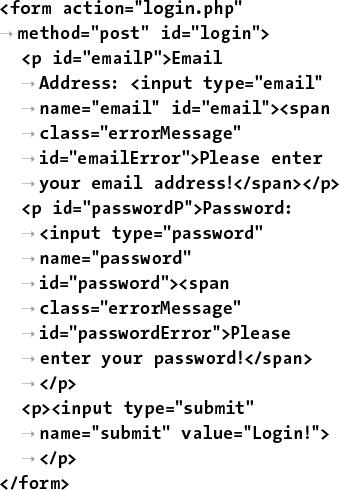 <form action="login.php"
→ method="post" id="login">
<p id="emailP">Email
→ Address: <input type="email"
→ name="email" id="email"><span
→ class="errorMessage"
→ id="emailError">Please enter
→ your email address!</span></p>
<p id="passwordP">Password:
→ <input type="password"
→ name="password"
→ id="password"><span
→ class="errorMessage"
→ id="passwordError">Please
→ enter your password!</span>
→ </p>
<p><input type="submit"
→ name="submit" value="Login!">
→ </p>
</form>